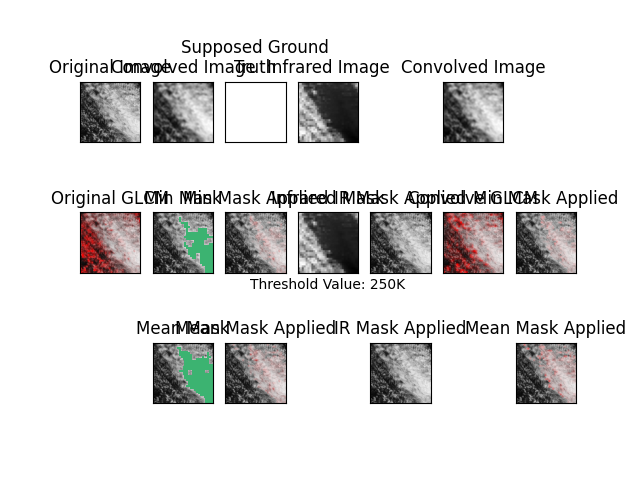 Supposed Ground
Original Image Convolved Image Truth Infrared Image Convolved Image
Original GLCM Min Mask Min Mask Applied Infrared Mask IR Mask Applied Convolved GLCM Min Mask Applied
Threshold Value: 250K
Mean Mask Mean Mask Applied IR Mask Applied Mean Mask Applied